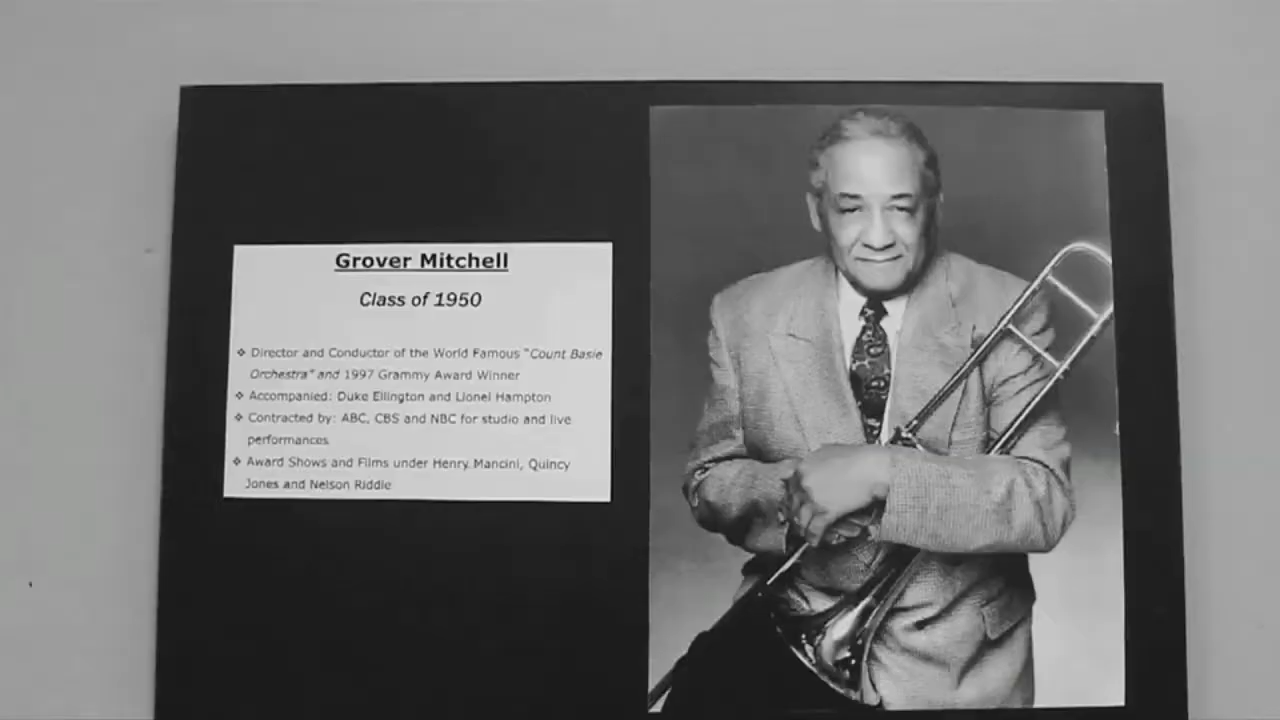 Grover Mitchell
Class of 1950
❖ Director and Conductor of the World Famous "Count Basie
Orchestra" and 1997 Grammy Award Winner
❖ Accompanied: Duke Ellington and Lionel Hampton
❖ Contracted by: ABC, CBS and NBC for studio and live
performances
❖ Award Shows and Films under Henry Mancini, Quincy
Jones and Nelson Riddle